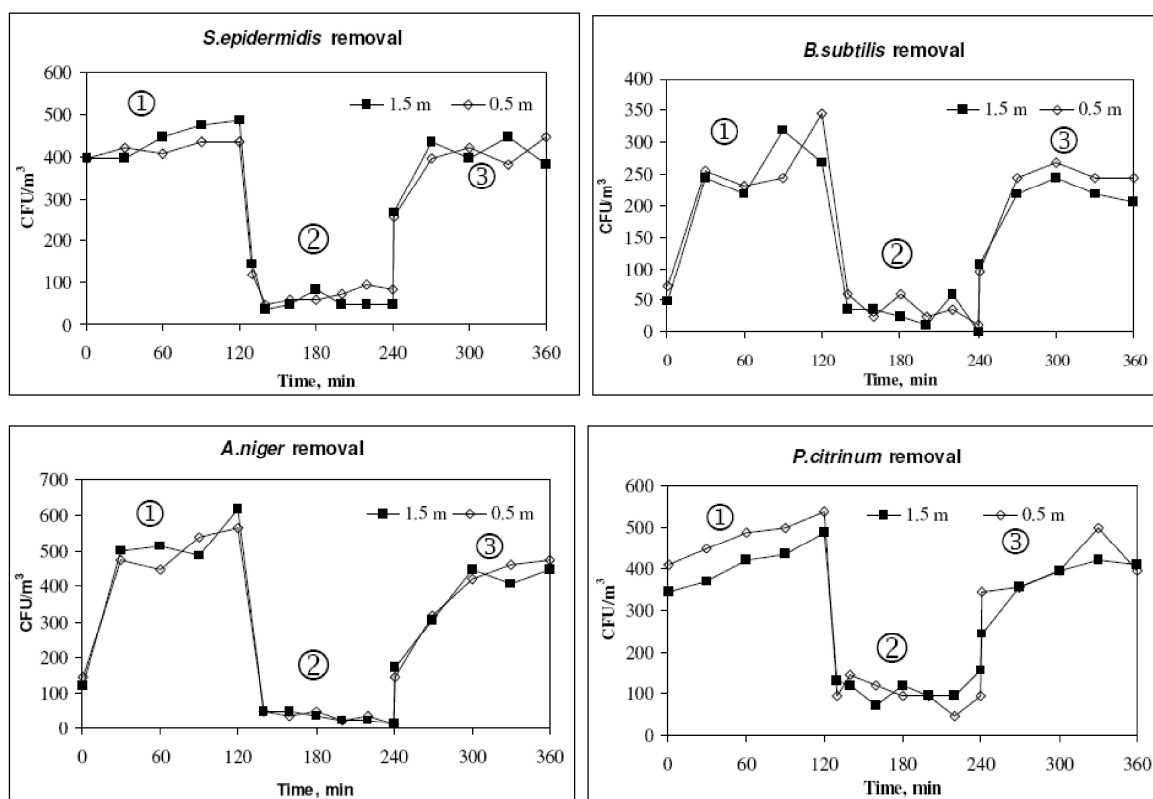 S.epidermidis removal
CFU/m³
600
500
400
300
200
100
0
① ② ③
1.5 m 0.5 m
0 60 120 180 240 300 360
Time, min
B.subtilis removal
CFU/m³
400
350
300
250
200
150
100
50
0
① ② ③
1.5 m 0.5 m
0 60 120 180 240 300 360
Time, min
A.niger removal
CFU/m³
700
600
500
400
300
200
100
0
① ② ③
1.5 m 0.5 m
0 60 120 180 240 300 360
Time, min
P.citrinum removal
CFU/m³
600
500
400
300
200
100
0
① ② ③
1.5 m 0.5 m
0 60 120 180 240 300 360
Time, min